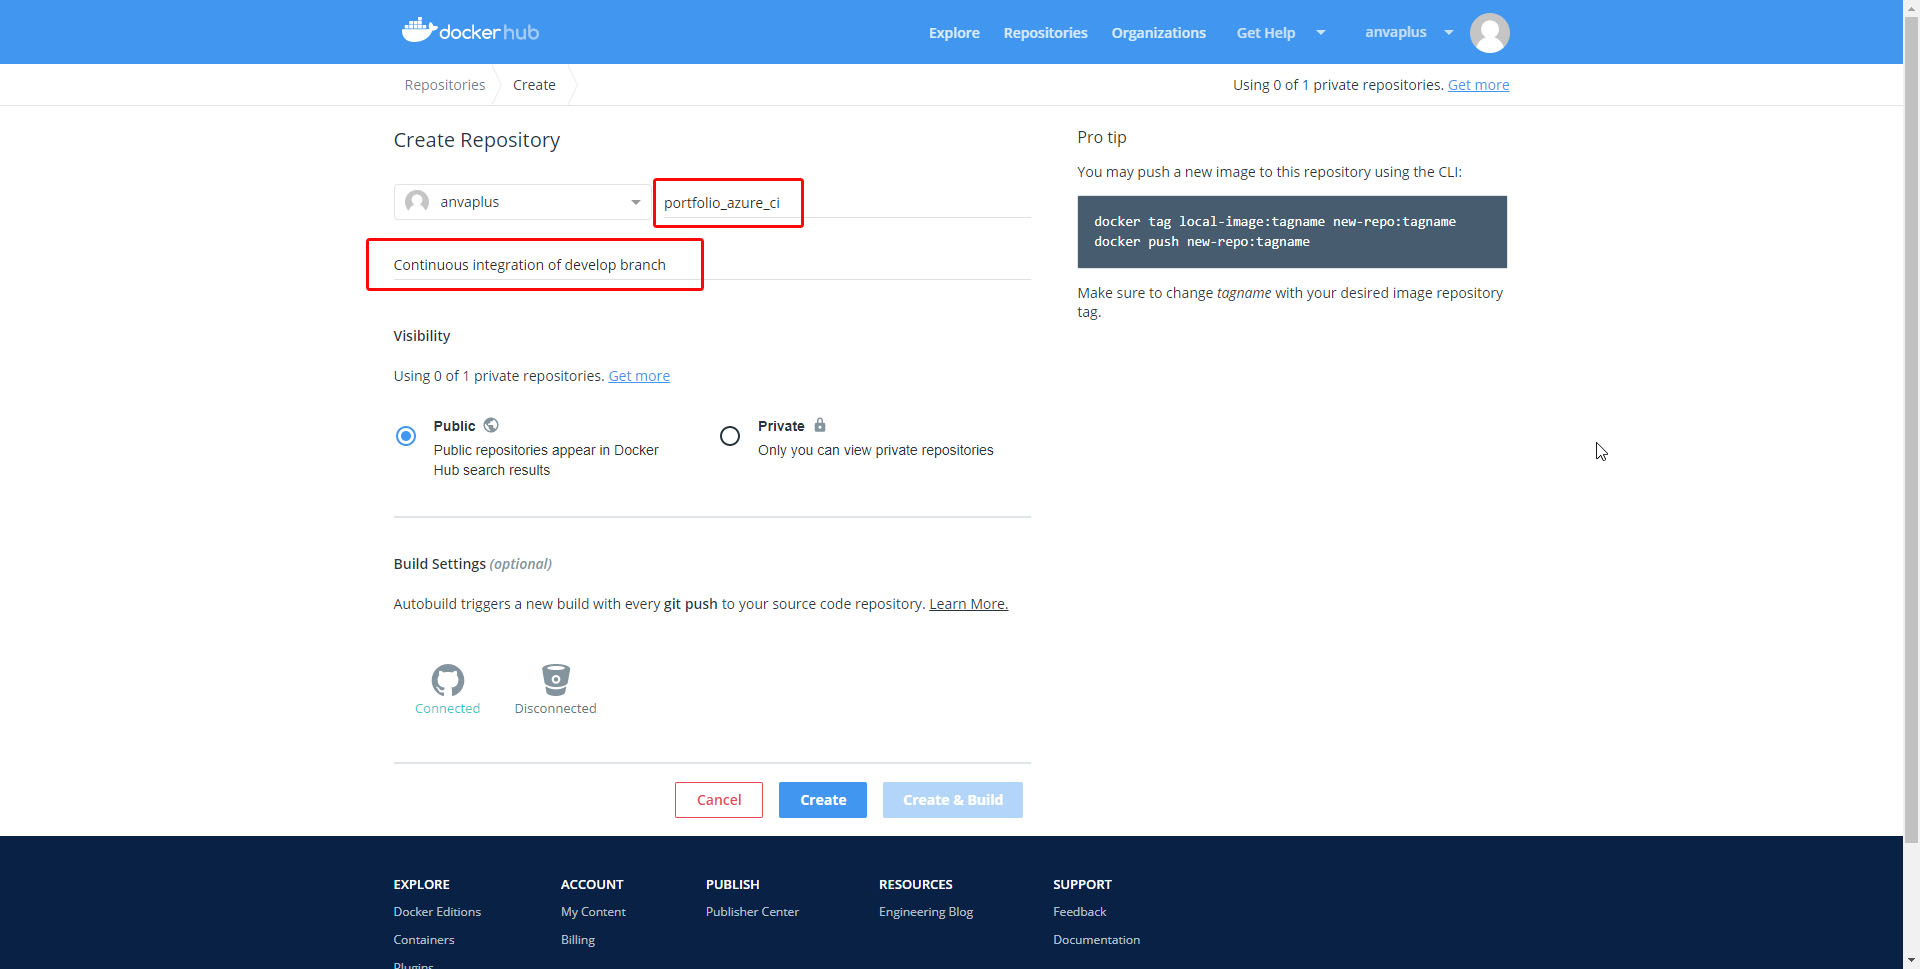 docker hub
Explore Repositories Organizations Get Help anvaplus
Repositories Create
Using 0 of 1 private repositories. Get more
Create Repository
anvaplus
portfolio_azure_ci
Continuous integration of develop branch
Visibility
Using 0 of 1 private repositories. Get more
Public
Public repositories appear in Docker
Hub search results
Private
Only you can view private repositories
Build Settings (optional)
Autobuild triggers a new build with every git push to your source code repository. Learn More.
Connected
Disconnected
Cancel
Create
Create & Build
Pro tip
You may push a new image to this repository using the CLI:
docker tag local-image:tagname new-repo:tagname
docker push new-repo:tagname
Make sure to change tagname with your desired image repository
tag.
EXPLORE
Docker Editions
Containers
Plugins
ACCOUNT
My Content
Billing
PUBLISH
Publisher Center
RESOURCES
Engineering Blog
SUPPORT
Feedback
Documentation